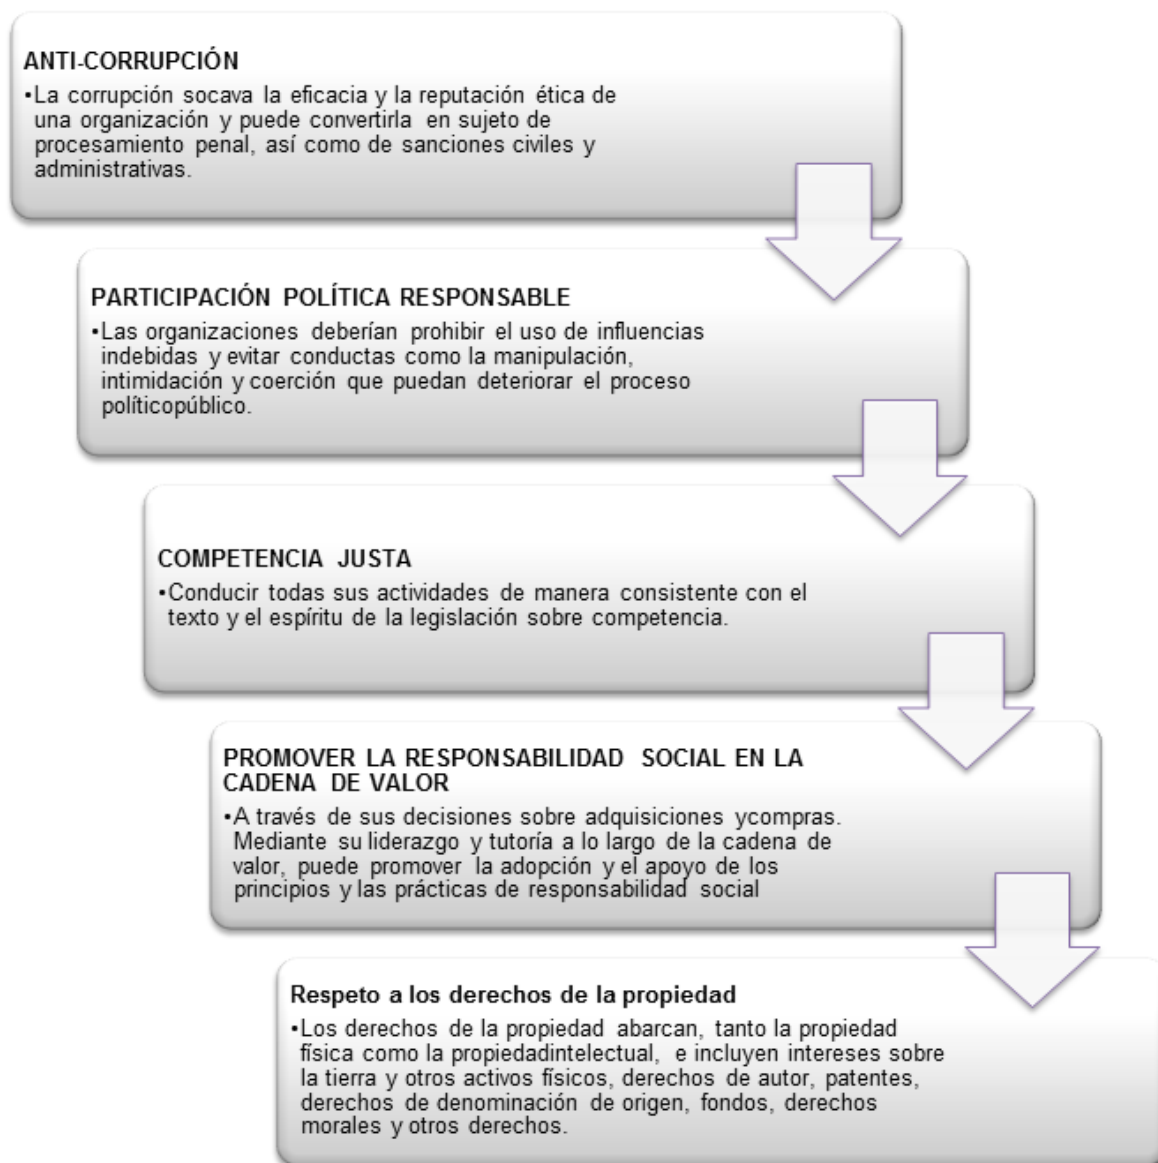 ANTI-CORRUPCIÓN
•La corrupción socava la eficacia y la reputación ética de
una organización y puede convertirla en sujeto de
procesamiento penal, así como de sanciones civiles y
administrativas.
PARTICIPACIÓN POLÍTICA RESPONSABLE
•Las organizaciones deberían prohibir el uso de influencias
indebidas y evitar conductas como la manipulación,
intimidación y coerción que puedan deteriorar el proceso
políticopúblico.
COMPETENCIA JUSTA
•Conducir todas sus actividades de manera consistente con el
texto y el espíritu de la legislación sobre competencia.
PROMOVER LA RESPONSABILIDAD SOCIAL EN LA
CADENA DE VALOR
•A través de sus decisiones sobre adquisiciones ycompras.
Mediante su liderazgo y tutoría a lo largo de la cadena de
valor, puede promover la adopción y el apoyo de los
principios y las prácticas de responsabilidad social
Respeto a los derechos de la propiedad
•Los derechos de la propiedad abarcan, tanto la propiedad
física como la propiedadintelectual, e incluyen intereses sobre
la tierra y otros activos físicos, derechos de autor, patentes,
derechos de denominación de origen, fondos, derechos
morales y otros derechos.